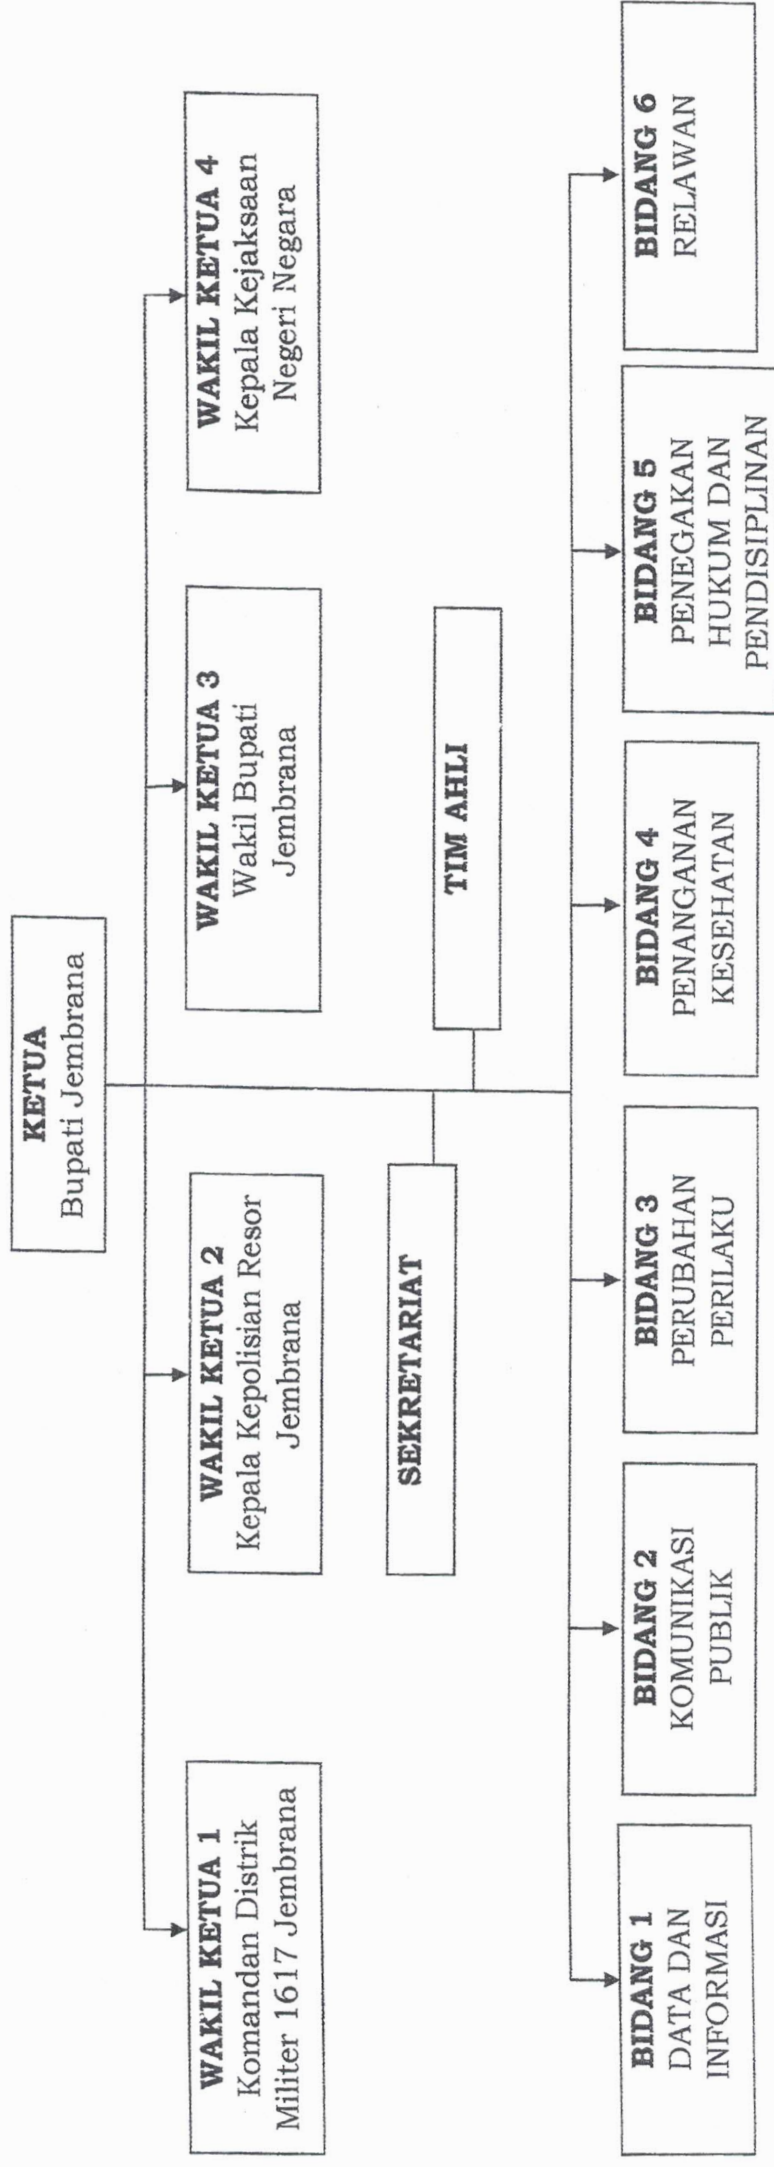 KETUA
Bupati Jembrana
WAKIL KETUA 1
Komandan Distrik
Militer 1617 Jembrana
WAKIL KETUA 2
Kepala Kepolisian Resor
Jembrana
WAKIL KETUA 3
Wakil Bupati
Jembrana
WAKIL KETUA 4
Kepala Kejaksaan
Negeri Negara
SEKRETARIAT
TIM AHLI
BIDANG 1
DATA DAN
INFORMASI
BIDANG 2
KOMUNIKASI
PUBLIK
BIDANG 3
PERUBAHAN
PERILAKU
BIDANG 4
PENANGANAN
KESEHATAN
BIDANG 5
PENEGAKAN
HUKUM DAN
PENDISIPLINAN
BIDANG 6
RELAWAN